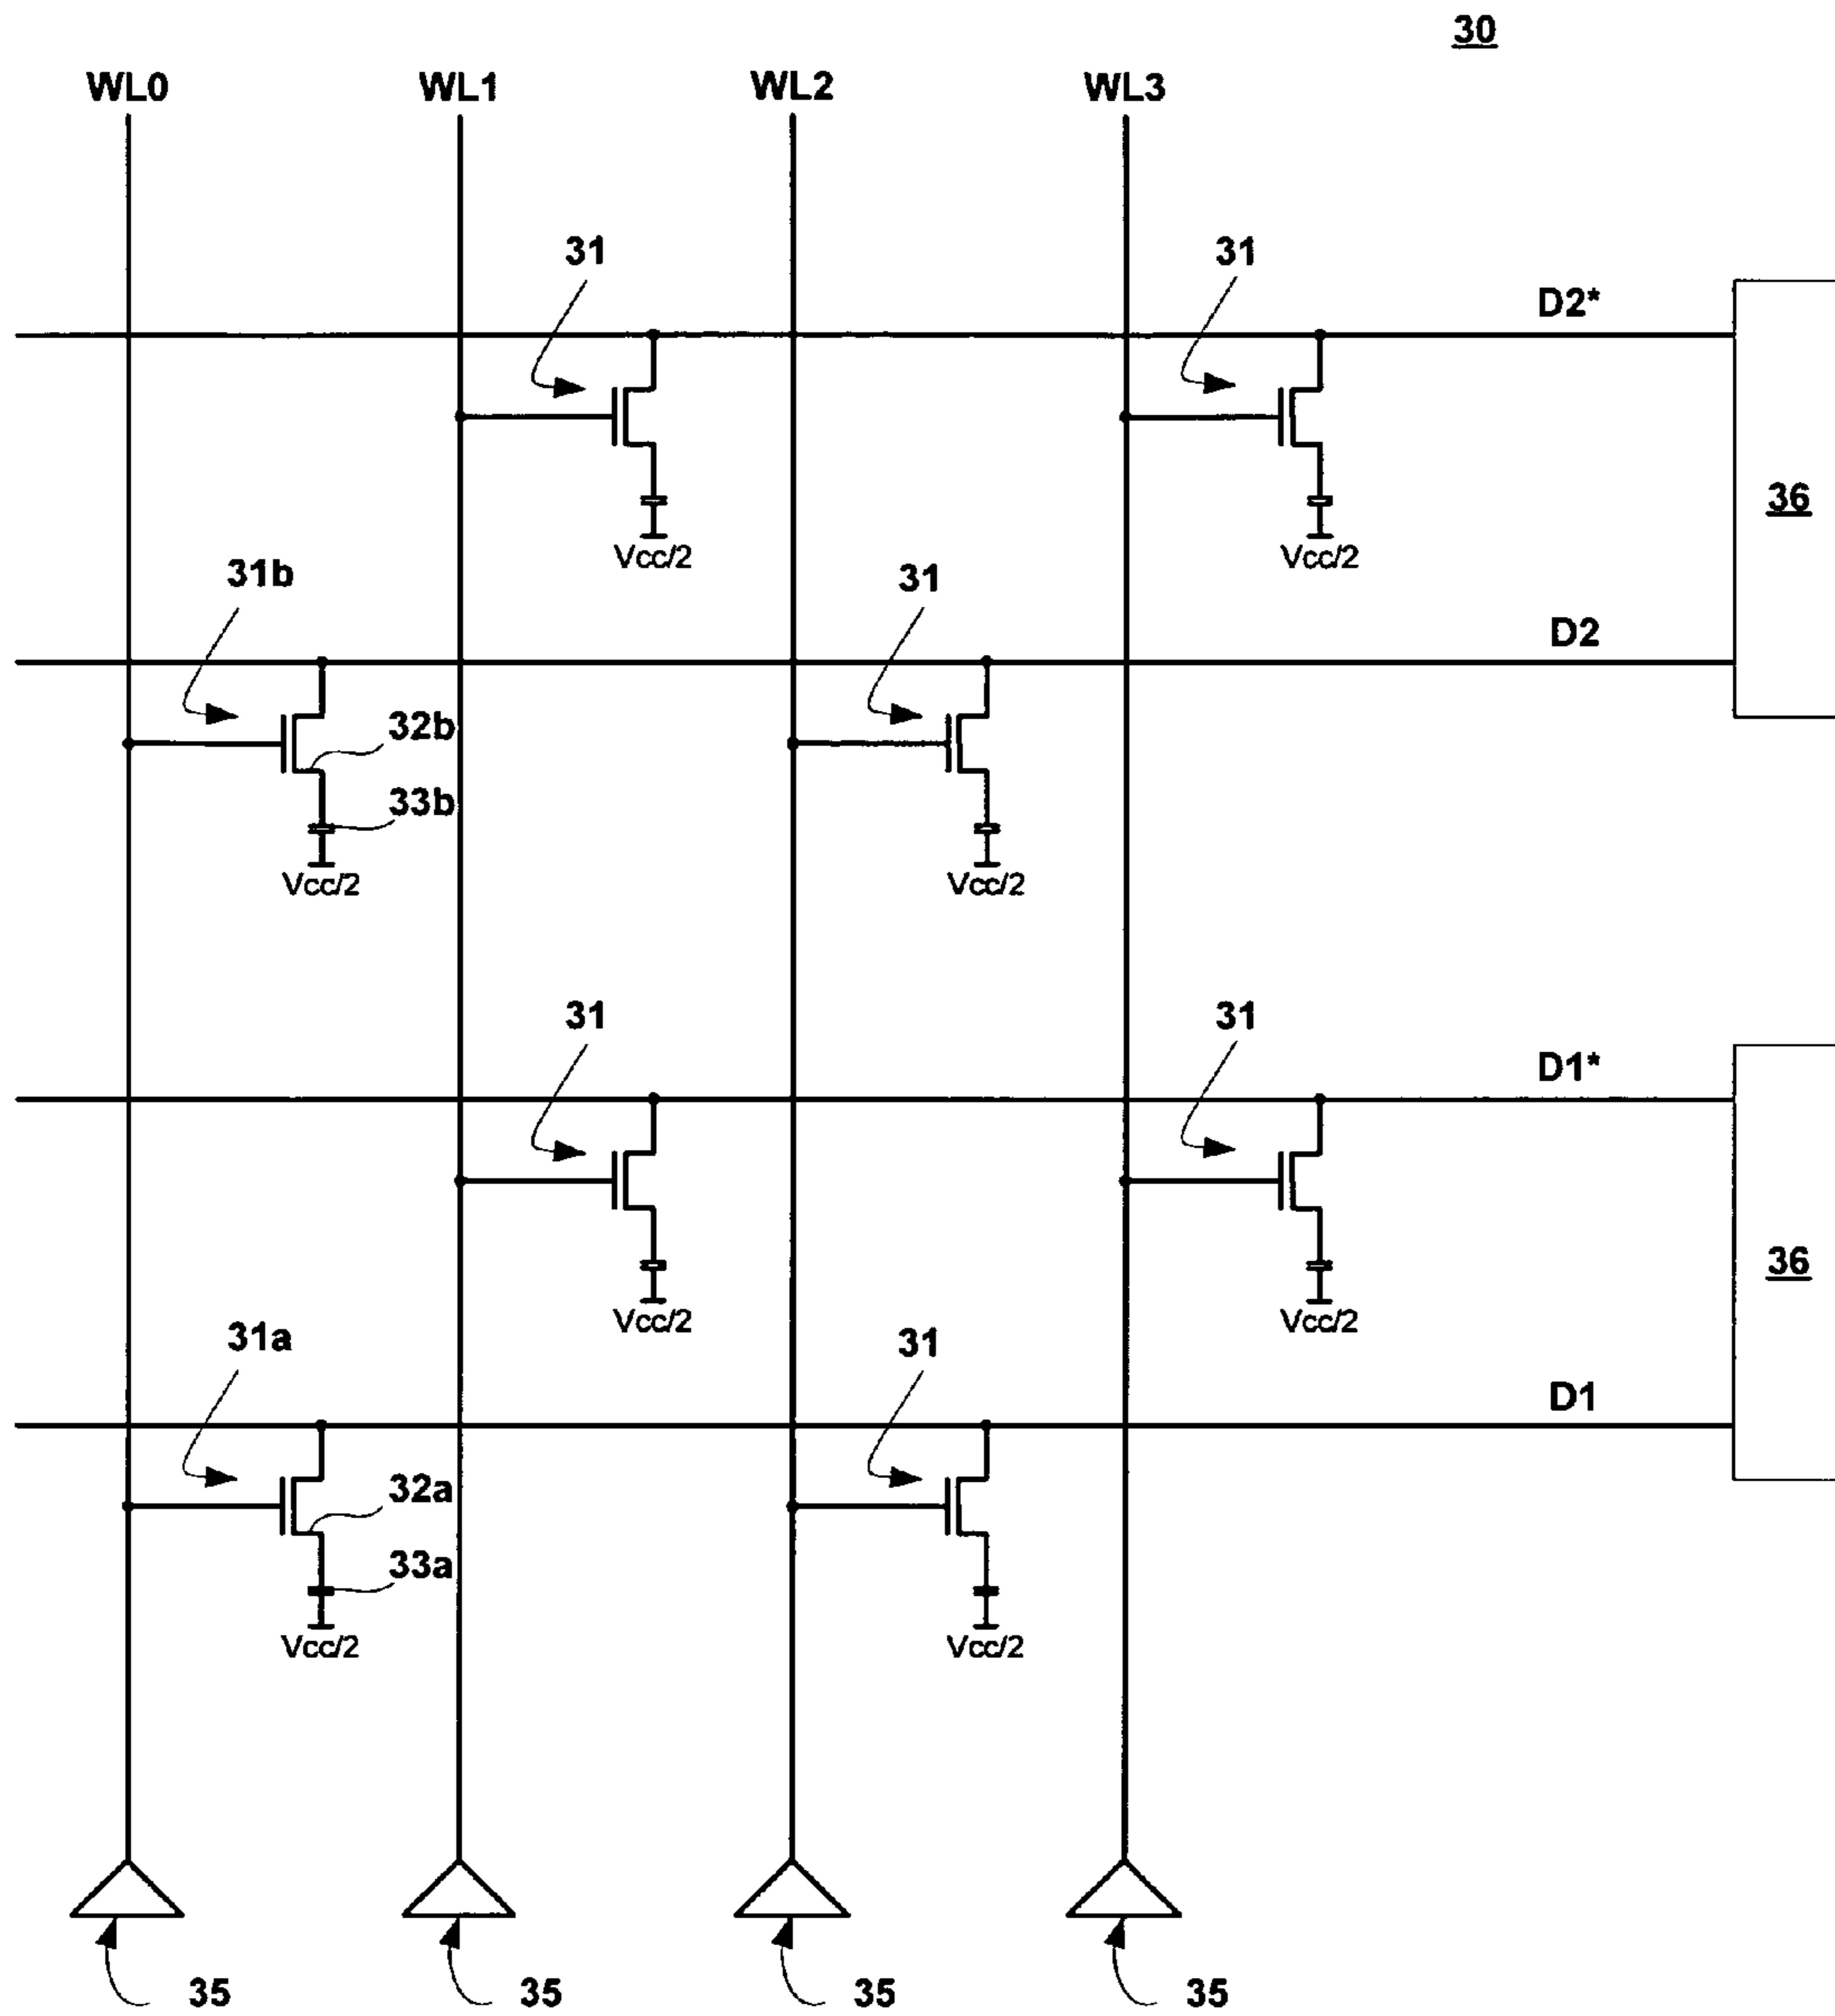 30
WL0 WL1 WL2 WL3
31 31
D2*
36
Vcc/2 Vcc/2
31b 31
D2
32b
33b
Vcc/2 Vcc/2
31 31
D1*
36
Vcc/2 Vcc/2
31a 31
D1
32a
33a
Vcc/2 Vcc/2
35 35 35 35